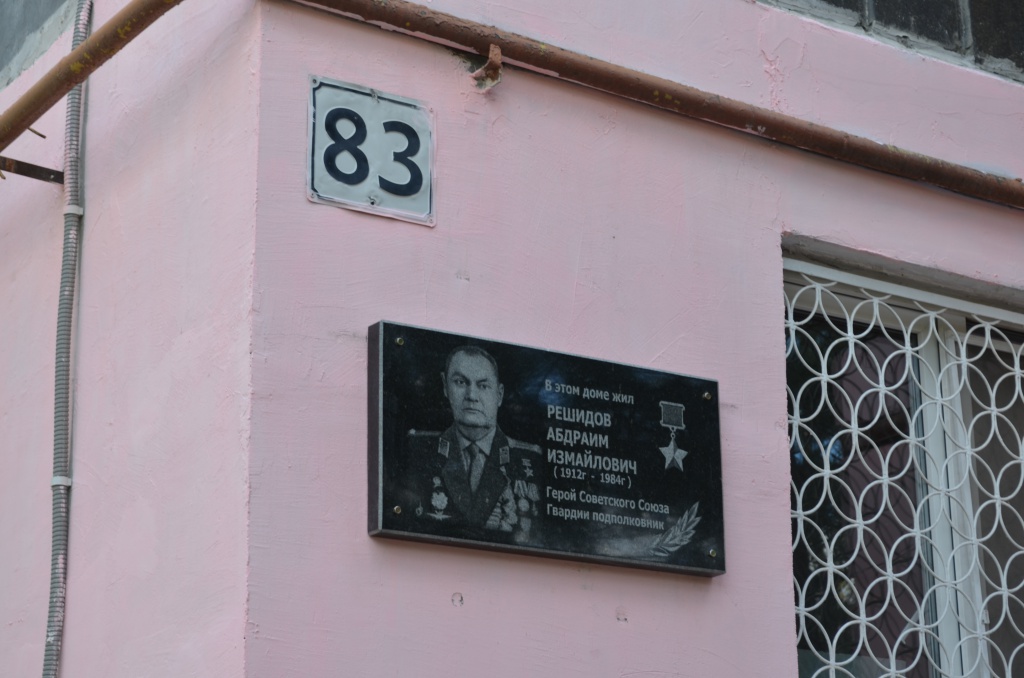 83
В этом доме жил
РЕШИДОВ
АБДРАИМ
ИЗМАЙЛОВИЧ
( 1912г - 1984г )
Герой Советского Союза
Гвардии подполковник